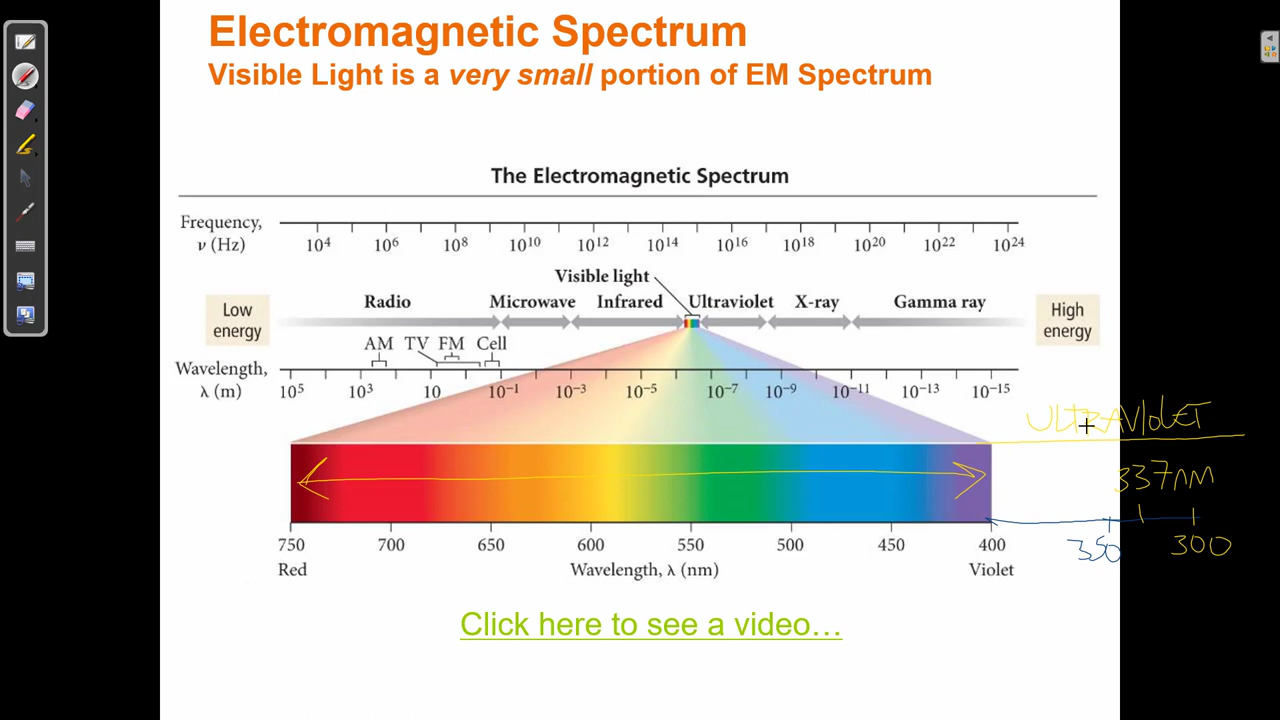 Electromagnetic Spectrum
Visible Light is a very small portion of EM Spectrum
The Electromagnetic Spectrum
Frequency,
ν (Hz)
10⁴ 10⁶ 10⁸ 10¹⁰ 10¹² 10¹⁴ 10¹⁶ 10¹⁸ 10²⁰ 10²² 10²⁴
Visible light
Low
energy
Radio Microwave Infrared Ultraviolet X-ray Gamma ray
High
energy
AM TV FM Cell
Wavelength,
λ (m)
10⁵ 10³ 10 10⁻¹ 10⁻³ 10⁻⁵ 10⁻⁷ 10⁻⁹ 10⁻¹¹ 10⁻¹³ 10⁻¹⁵
ULTRAVIOLET
337nm
750 700 650 600 550 500 450 400 350 300
Red Wavelength, λ (nm) Violet
Click here to see a video…